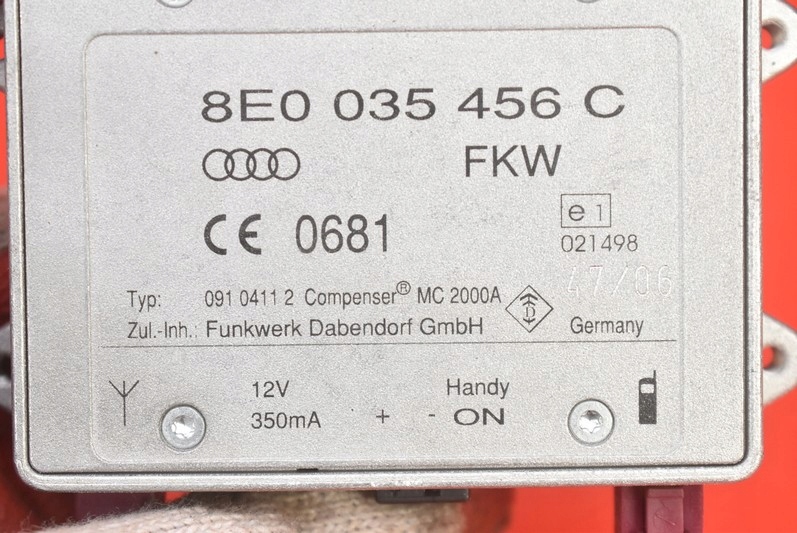 8E0 035 456 C
FKW
CE 0681
e 1
021498
47/06
Typ: 091 0411 2 Compenser® MC 2000A
D
Zul.-Inh.: Funkwerk Dabendorf GmbH Germany
12V Handy
350mA + - ON